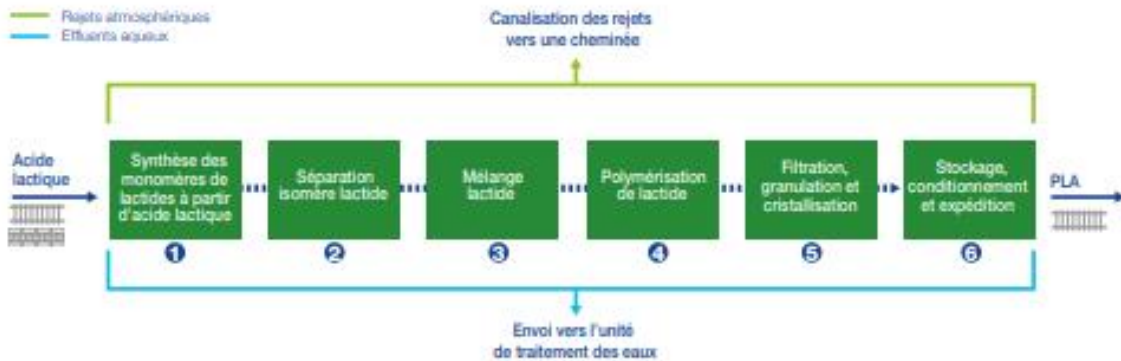 Rejets atmosphériques
Effluents aqueux
Canalisation des rejets
vers une cheminée
Acide
lactique
Synthèse des
monomères de
lactides à partir
d'acide lactique
Séparation
isomère lactide
Mélange
lactide
Polymérisation
de lactide
Filtration,
granulation et
cristallisation
Stockage,
conditionnement
et expédition
PLA
1
2
3
4
5
6
Envoi vers l'unité
de traitement des eaux